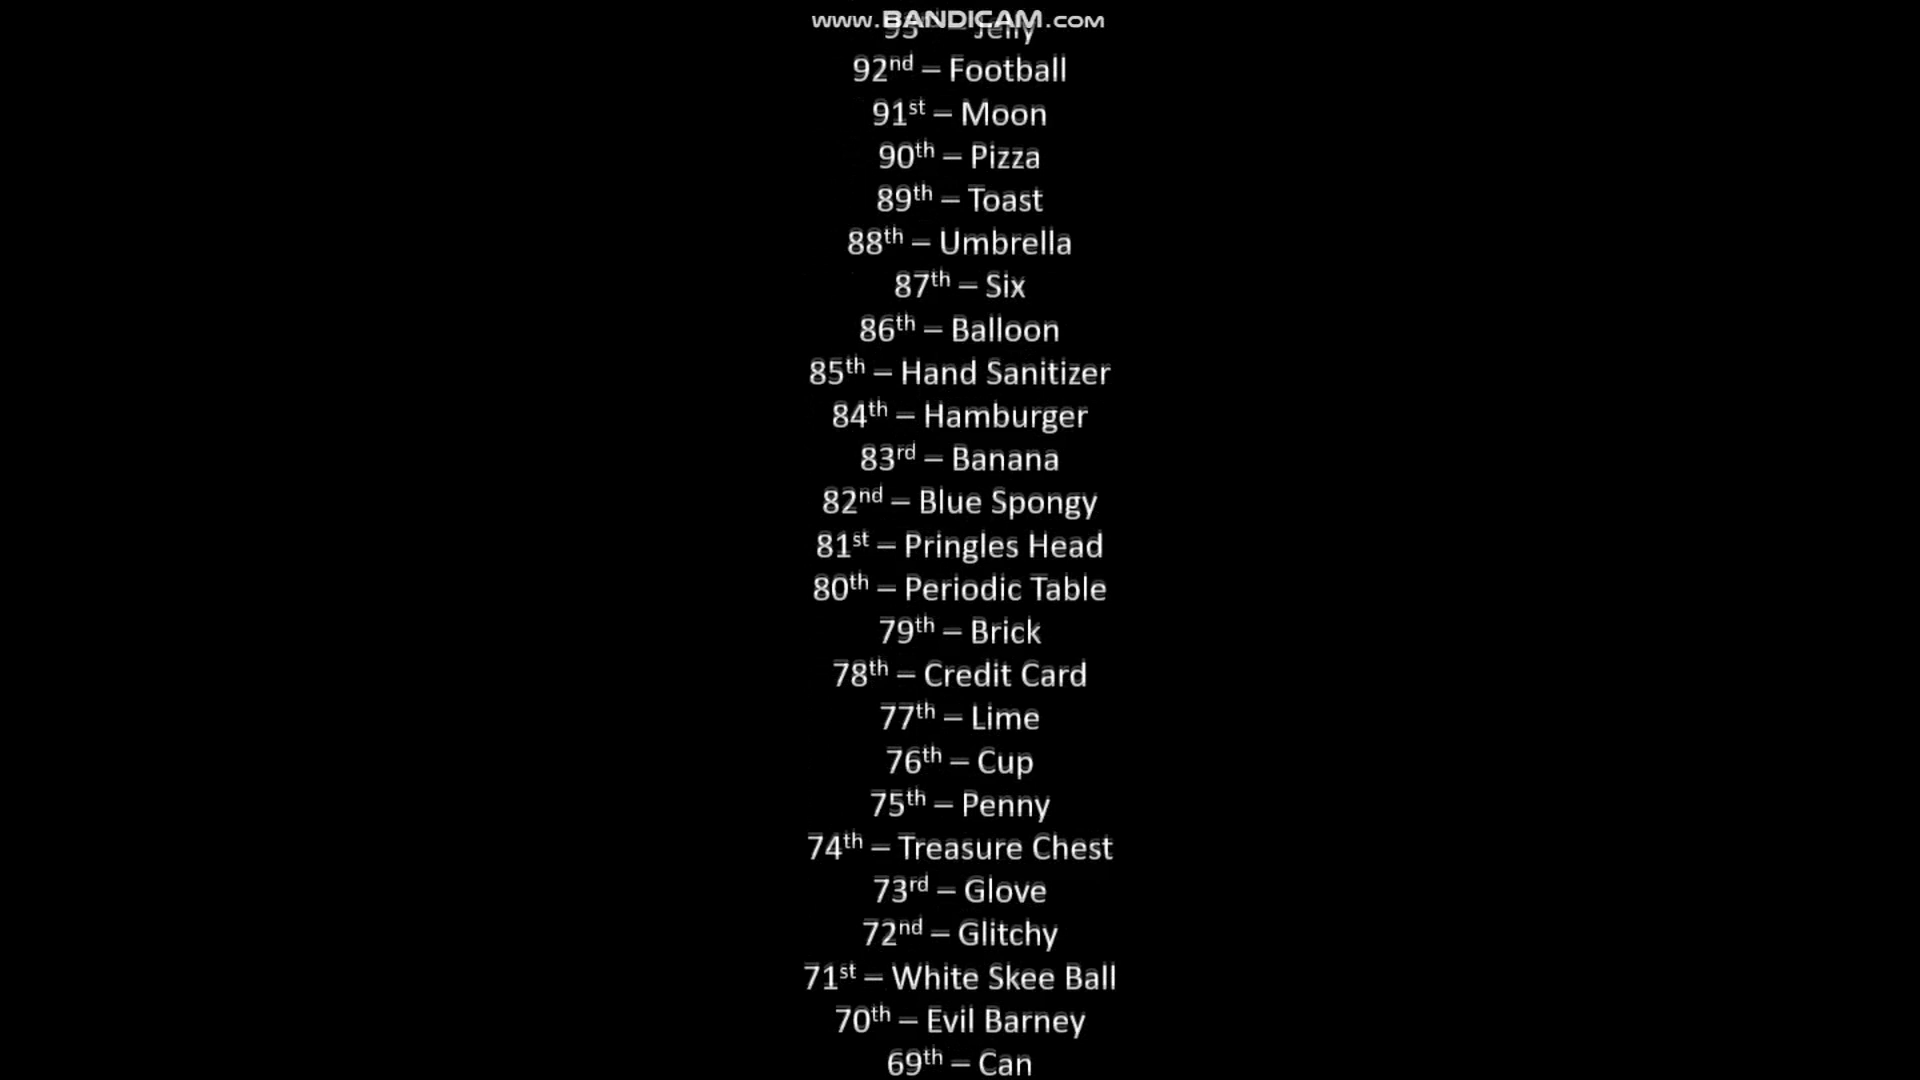 www.BANDICAM.com
93rd – Jelly
92nd – Football
91st – Moon
90th – Pizza
89th – Toast
88th – Umbrella
87th – Six
86th – Balloon
85th – Hand Sanitizer
84th – Hamburger
83rd – Banana
82nd – Blue Spongy
81st – Pringles Head
80th – Periodic Table
79th – Brick
78th – Credit Card
77th – Lime
76th – Cup
75th – Penny
74th – Treasure Chest
73rd – Glove
72nd – Glitchy
71st – White Skee Ball
70th – Evil Barney
69th – Can